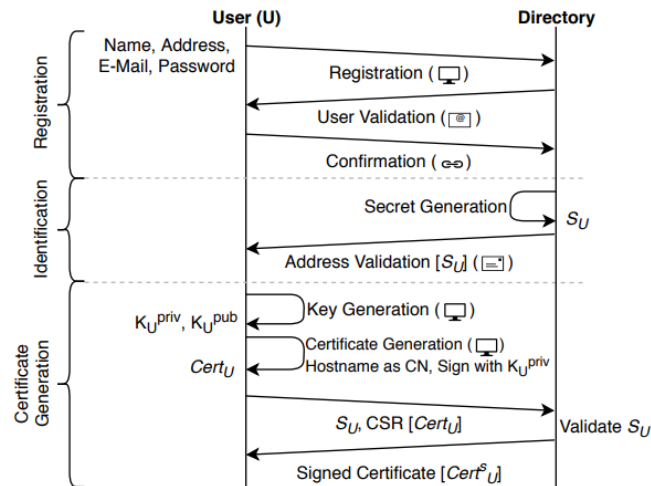 User (U)
Directory
Registration
Name, Address,
E-Mail, Password
Registration ( )
User Validation ( @ )
Confirmation ( )
Identification
Secret Generation
S_U
Address Validation [S_U] ( )
Certificate
Generation
Key Generation ( )
K_U^priv, K_U^pub
Certificate Generation ( )
Hostname as CN, Sign with K_U^priv
Cert_U
S_U, CSR [Cert_U]
Validate S_U
Signed Certificate [Cert^s_U]